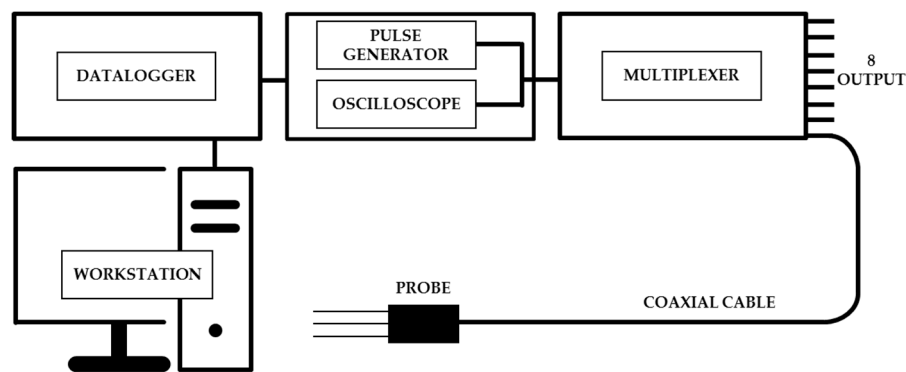 DATALOGGER
PULSE
GENERATOR
OSCILLOSCOPE
MULTIPLEXER
8
OUTPUT
WORKSTATION
PROBE
COAXIAL CABLE